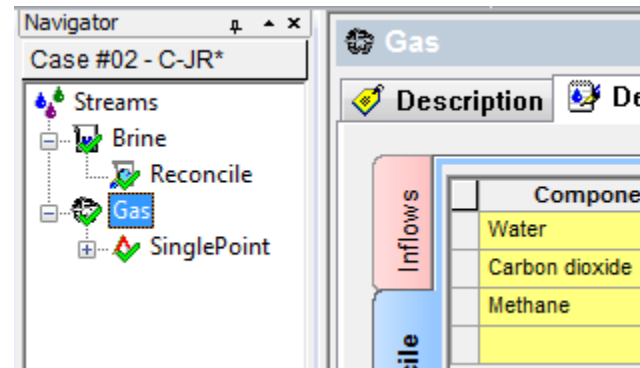 Navigator
Case #02 - C-JR*
Streams
Brine
Reconcile
Gas
SinglePoint
Gas
Description
Inflows
Water
Carbon dioxide
Methane